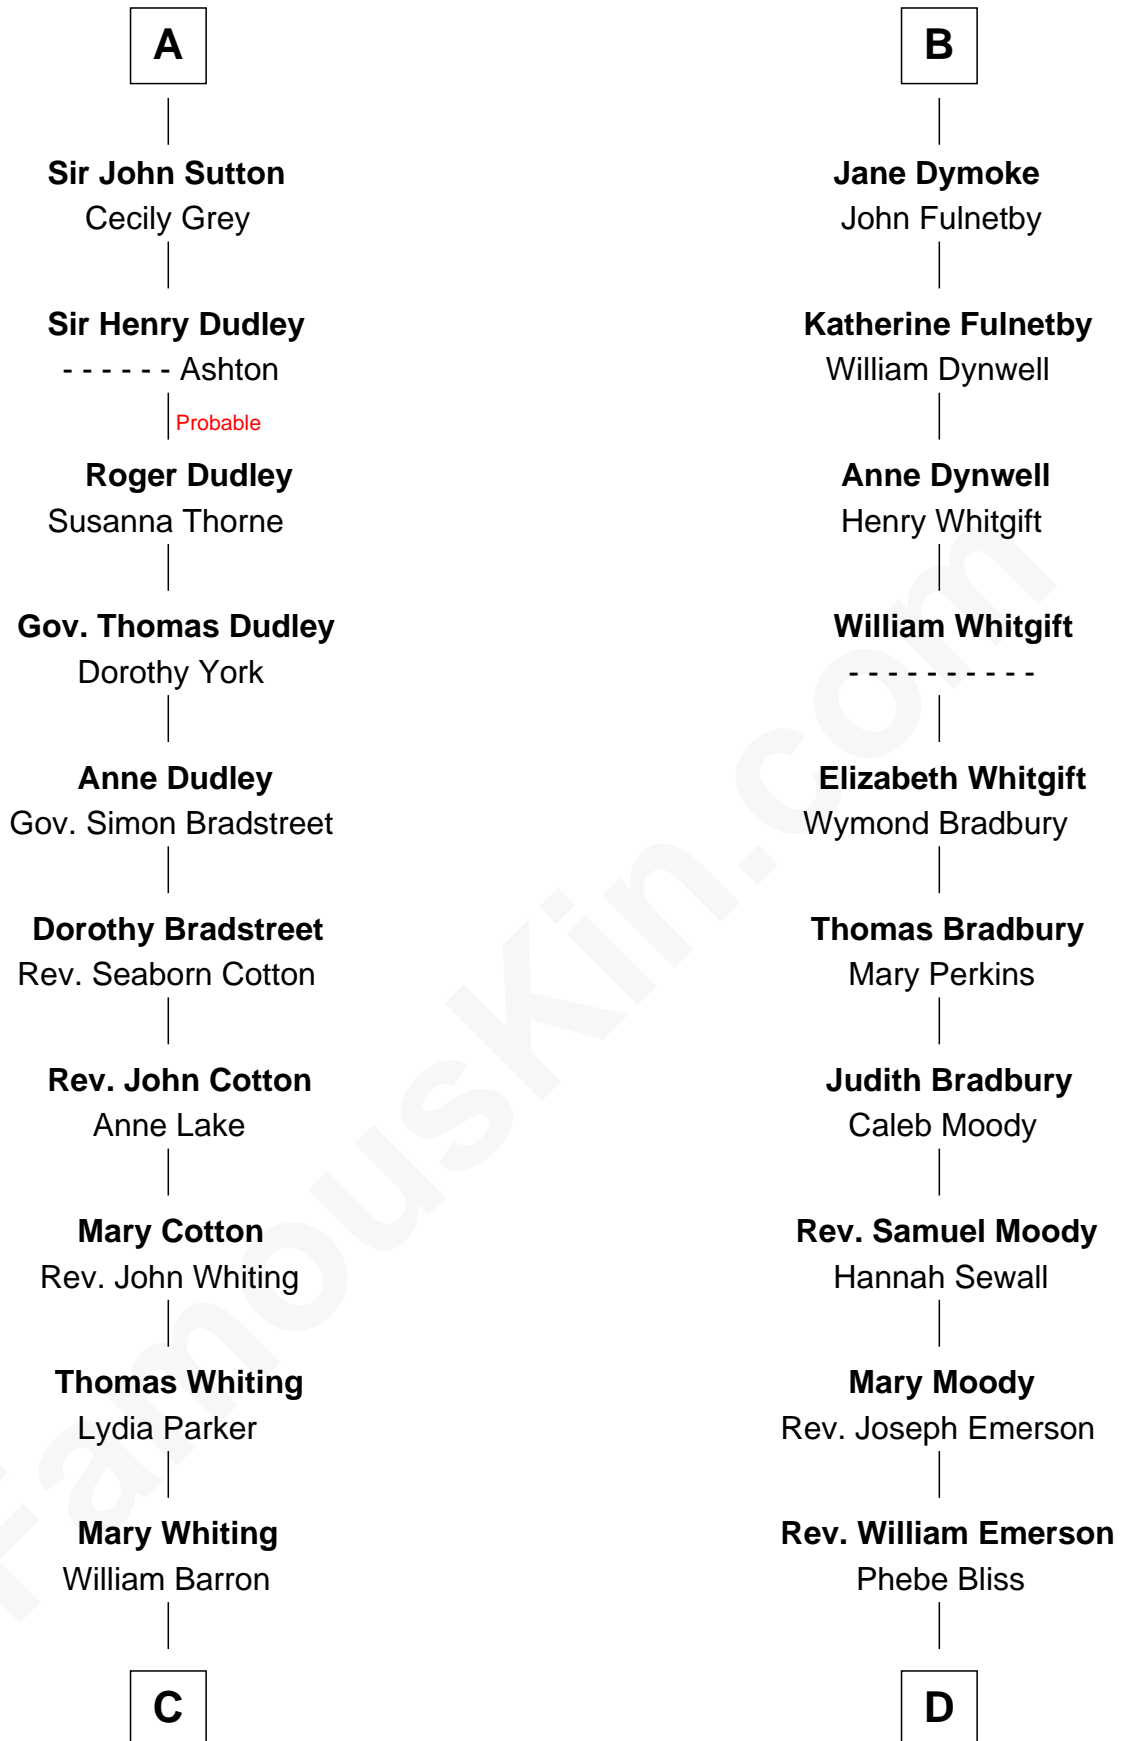 A
Sir John Sutton
Cecily Grey
Sir Henry Dudley
- - - - - - Ashton
Probable
Roger Dudley
Susanna Thorne
Gov. Thomas Dudley
Dorothy York
Anne Dudley
Gov. Simon Bradstreet
Dorothy Bradstreet
Rev. Seaborn Cotton
Rev. John Cotton
Anne Lake
Mary Cotton
Rev. John Whiting
Thomas Whiting
Lydia Parker
Mary Whiting
William Barron
C
B
Jane Dymoke
John Fulnetby
Katherine Fulnetby
William Dynwell
Anne Dynwell
Henry Whitgift
William Whitgift
- - - - - - - - - -
Elizabeth Whitgift
Wymond Bradbury
Thomas Bradbury
Mary Perkins
Judith Bradbury
Caleb Moody
Rev. Samuel Moody
Hannah Sewall
Mary Moody
Rev. Joseph Emerson
Rev. William Emerson
Phebe Bliss
D
FamousKin.com